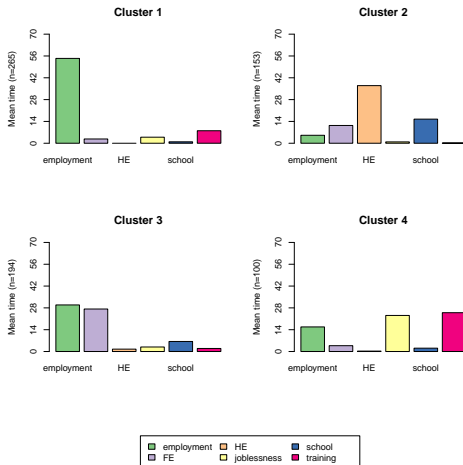 Cluster 1
Mean time (n=265)
0 14 28 42 56 70
employment HE school
Cluster 2
Mean time (n=153)
0 14 28 42 56 70
employment HE school
Cluster 3
Mean time (n=194)
0 14 28 42 56 70
employment HE school
Cluster 4
Mean time (n=100)
0 14 28 42 56 70
employment HE school
employment HE school
FE joblessness training